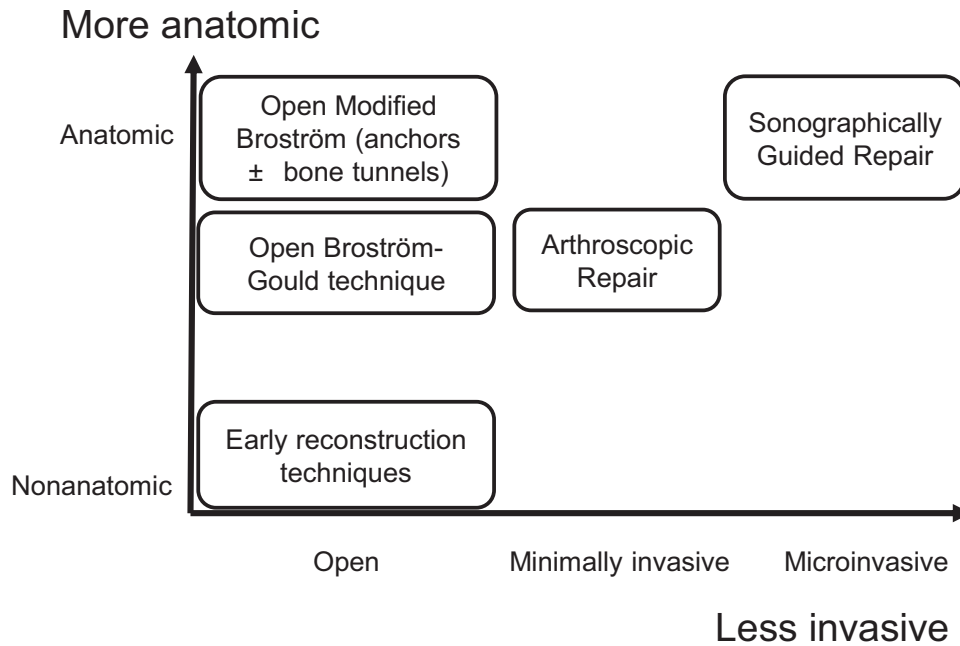 More anatomic
Anatomic
Open Modified
Broström (anchors
± bone tunnels)
Sonographically
Guided Repair
Open Broström-
Gould technique
Arthroscopic
Repair
Early reconstruction
techniques
Nonanatomic
Open
Minimally invasive
Microinvasive
Less invasive